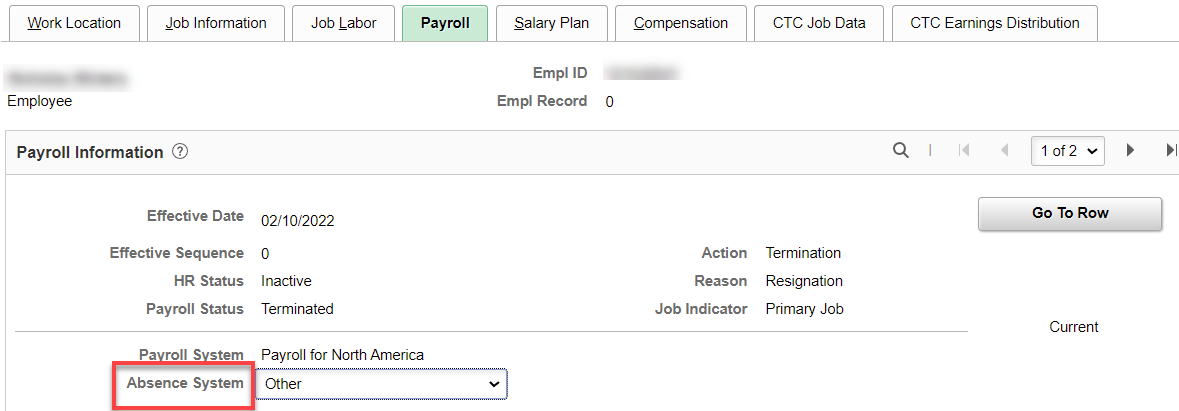 Work Location Job Information Job Labor Payroll Salary Plan Compensation CTC Job Data CTC Earnings Distribution
Empl ID
Employee Empl Record 0
Payroll Information ? 1 of 2
Effective Date 02/10/2022 Go To Row
Effective Sequence 0 Action Termination
HR Status Inactive Reason Resignation
Payroll Status Terminated Job Indicator Primary Job
Current
Payroll System Payroll for North America
Absence System Other